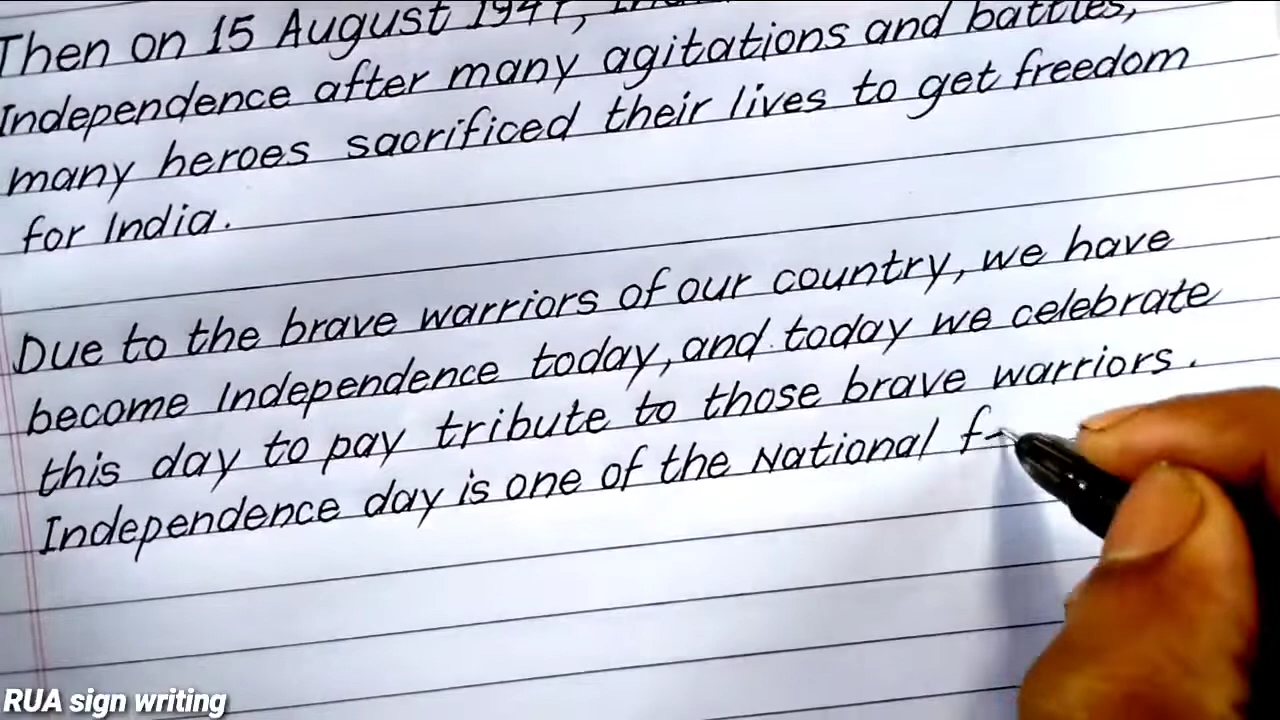 Then on 15 August 1947,
Independence after many agitations and battles,
many heroes sacrificed their lives to get freedom
for India.
Due to the brave warriors of our country, we have
become Independence today, and today we celebrate
this day to pay tribute to those brave warriors.
Independence day is one of the National f
RUA sign writing